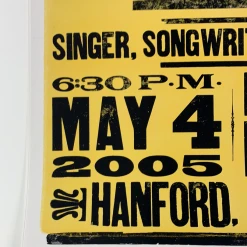 SINGER, SONGWRIT
6:30 P.M.
MAY 4
2005
HANFORD.